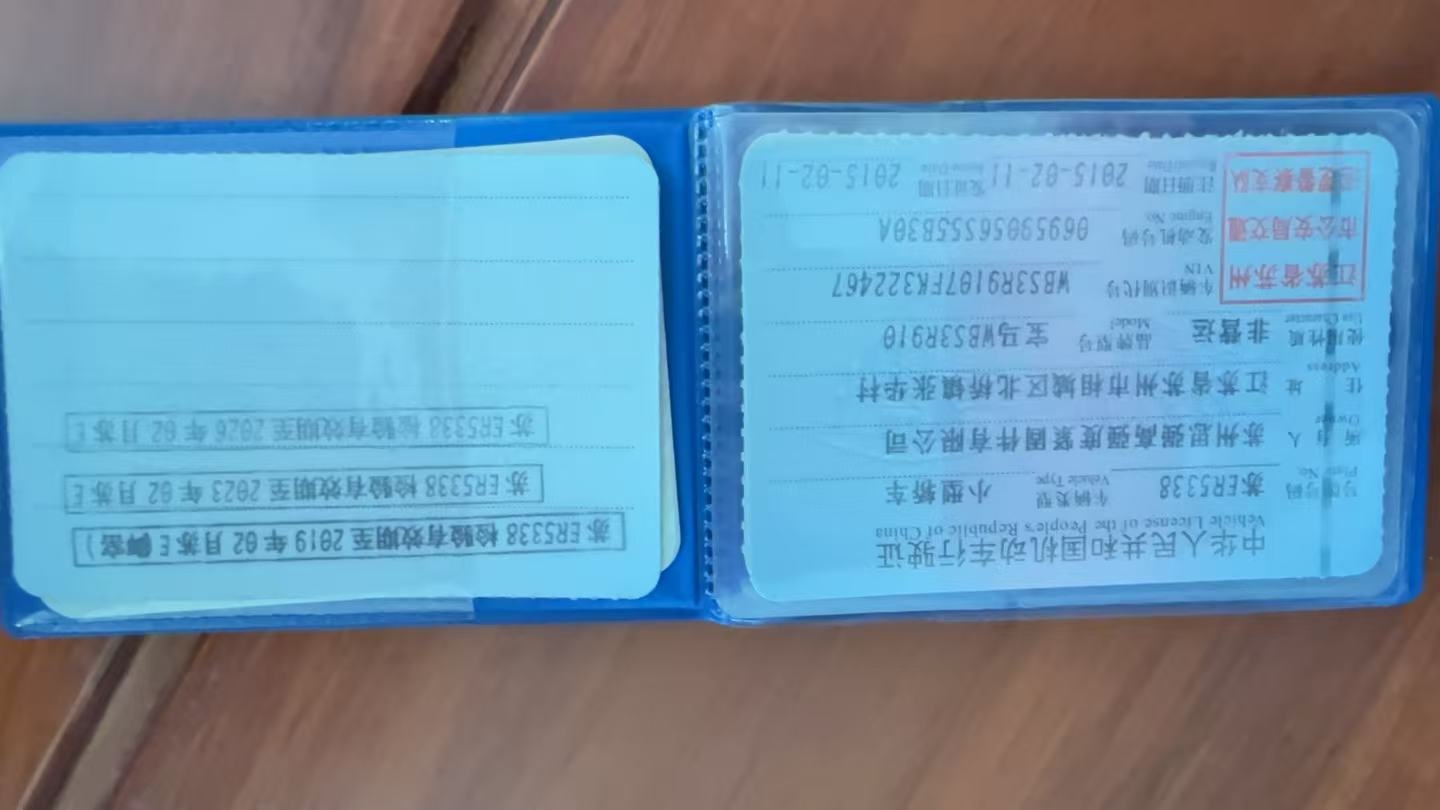 中华人民共和国机动车行驶证
Vehicle License of the People's Republic of China
号牌号码 Plate No. 苏ER5338 车辆类型 Vehicle Type 小型轿车
所有人 Owner 苏州思强高强度紧固件有限公司
住址 Address 江苏省苏州市相城区北桥镇张华村
使用性质 Use Character 非营运 品牌型号 Model 宝马WBS3R910
车辆识别代号 VIN WBS3R9107FK322467
发动机号码 Engine No. 06959056S55B30A
注册日期 Register Date 2015-02-11 发证日期 Issue Date 2015-02-11
江苏省苏州
市公安局交通
巡逻警察支队
苏ER5338 检验有效期至 2019年 02月 苏E
苏ER5338 检验有效期至 2023年 02月 苏E
苏ER5338 检验有效期至 2026年 02月 苏E